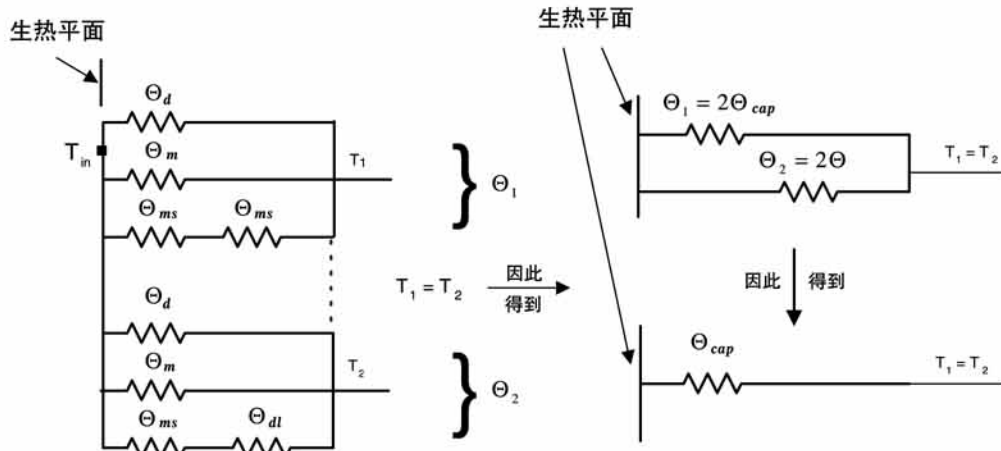 生热平面
Θd
Tin
Θm
T1
Θms Θms
} Θ1
Θd
Θm
T2
Θms Θdl
} Θ2
T1 = T2
因此
得到
生热平面
Θ1 = 2Θcap
Θ2 = 2Θ
T1 = T2
因此 得到
Θcap
T1 = T2